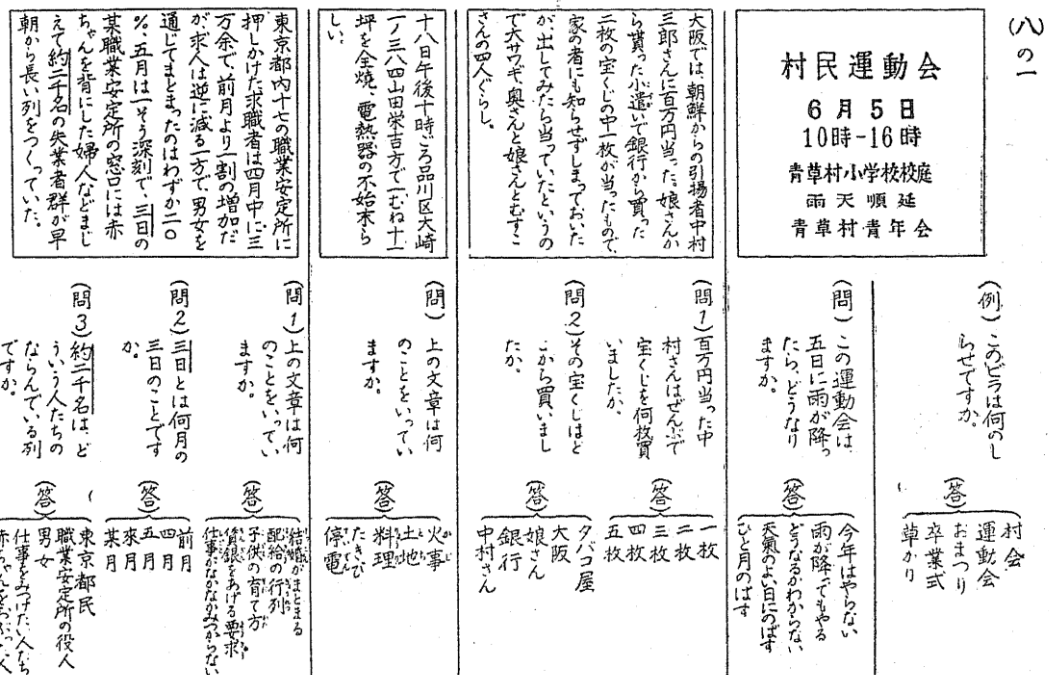 (八)の一
村民運動会
6月5日
10時-16時
青草村小学校校庭
雨天順延
青草村青年会
(例)このビラは何のし
らせですか。
(答)
村会
運動会
おまつり
卒業式
草かり
(問)この運動会は、
五日に雨が降っ
たら、どうなり
ますか。
(答)
今年はやらない
雨が降ってもやる
どうなるかわからない
天氣のよい日にのばす
ひと月のばす
大阪では、朝鮮からの引揚者中村
三郎さんに百万円当った。娘さんか
ら貰った小遣いで銀行から買った
二枚の宝くじの中一枚が当ったもので、
家の者にも知らせずしまっておいた
が、出してみたら当っていたというの
で大サワギ。奥さんと娘さんとむすこ
さんの四人ぐらし。
(問1)百万円当った中
村さんはぜんぶで
宝くじを何枚買
いましたか。
(答)
一枚
二枚
三枚
四枚
五枚
(問2)その宝くじはど
こから買いまし
たか。
(答)
タバコ屋
大阪
娘さん
銀行
中村さん
十八日午後十時ごろ品川区大崎
一ノ三八四山田栄吉方で一むね十一
坪を全焼、電熱器の不始末ら
しい。
(問)上の文章は何
のことをいってい
ますか。
(答)
火事
土地
料理
たきび
停電
東京都内十七の職業安定所に
押しかけた求職者は四月中に三
万余で、前月より一割の増加だ
が、求人は逆に減る一方で、男女を
通じてまとまったのはわずか二〇
%、五月は一そう深刻で、三日の
某職業安定所の窓口には赤
ちゃんを背にした婦人などまじ
えて約二千名の失業者群が早
朝から長い列をつくっていた。
(問1)上の文章は何
のことをいってい
ますか。
(答)
結婚がまとまる
配給の行列
子供の育て方
賃銀をあげる要求
仕事がなかなかみつからない
(問2)三日とは何月の
三日のことです
か。
(答)
前月
四月
五月
來月
某月
(問3)約二千名は、ど
ういう人たちの
ならんでいる列
ですか。
(答)
東京都民
職業安定所の役人
男女
仕事をみつけたい人たち